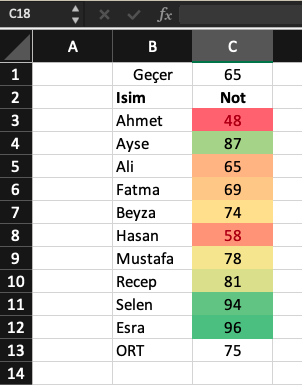 C18 fx
A B C
1 Geçer 65
2 Isim Not
3 Ahmet 48
4 Ayse 87
5 Ali 65
6 Fatma 69
7 Beyza 74
8 Hasan 58
9 Mustafa 78
10 Recep 81
11 Selen 94
12 Esra 96
13 ORT 75
14